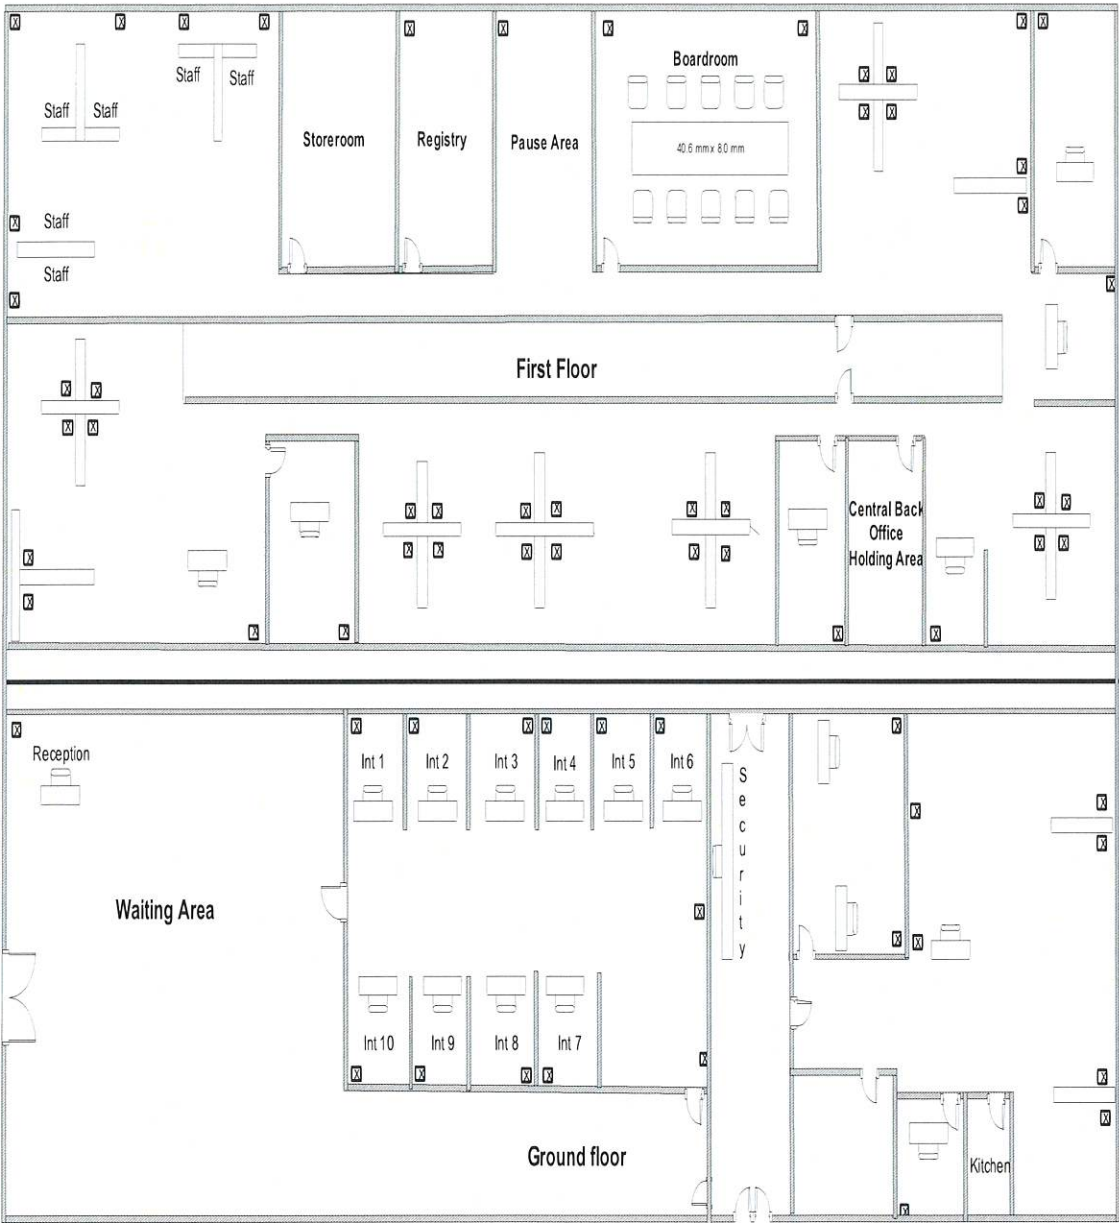 Boardroom
Staff
Staff
Staff
Staff
Storeroom
Registry
Pause Area
40.6 mm x 8.0 mm
Staff
Staff
First Floor
Central Back
Office
Holding Area
Reception
Int 1
Int 2
Int 3
Int 4
Int 5
Int 6
Security
Waiting Area
Int 10
Int 9
Int 8
Int 7
Ground floor
Kitchen